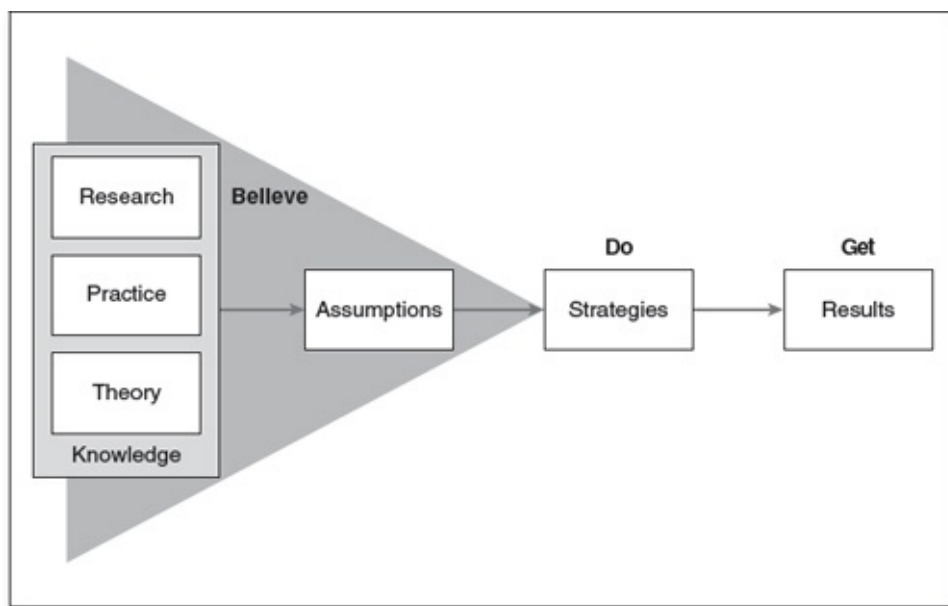 Research
Believe
Do
Get
Practice
Assumptions
Strategies
Results
Theory
Knowledge